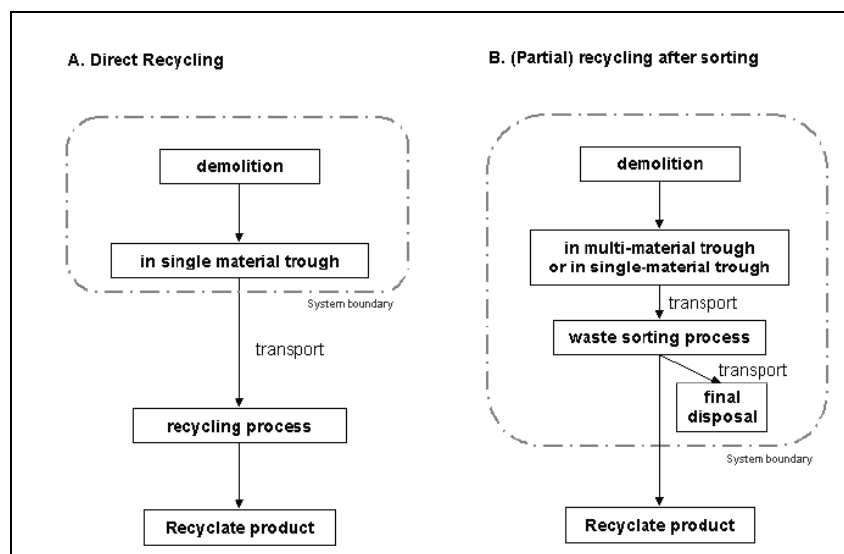 A. Direct Recycling
demolition
in single material trough
System boundary
transport
recycling process
Recyclate product
B. (Partial) recycling after sorting
demolition
in multi-material trough
or in single-material trough
transport
waste sorting process
transport
final
disposal
System boundary
Recyclate product